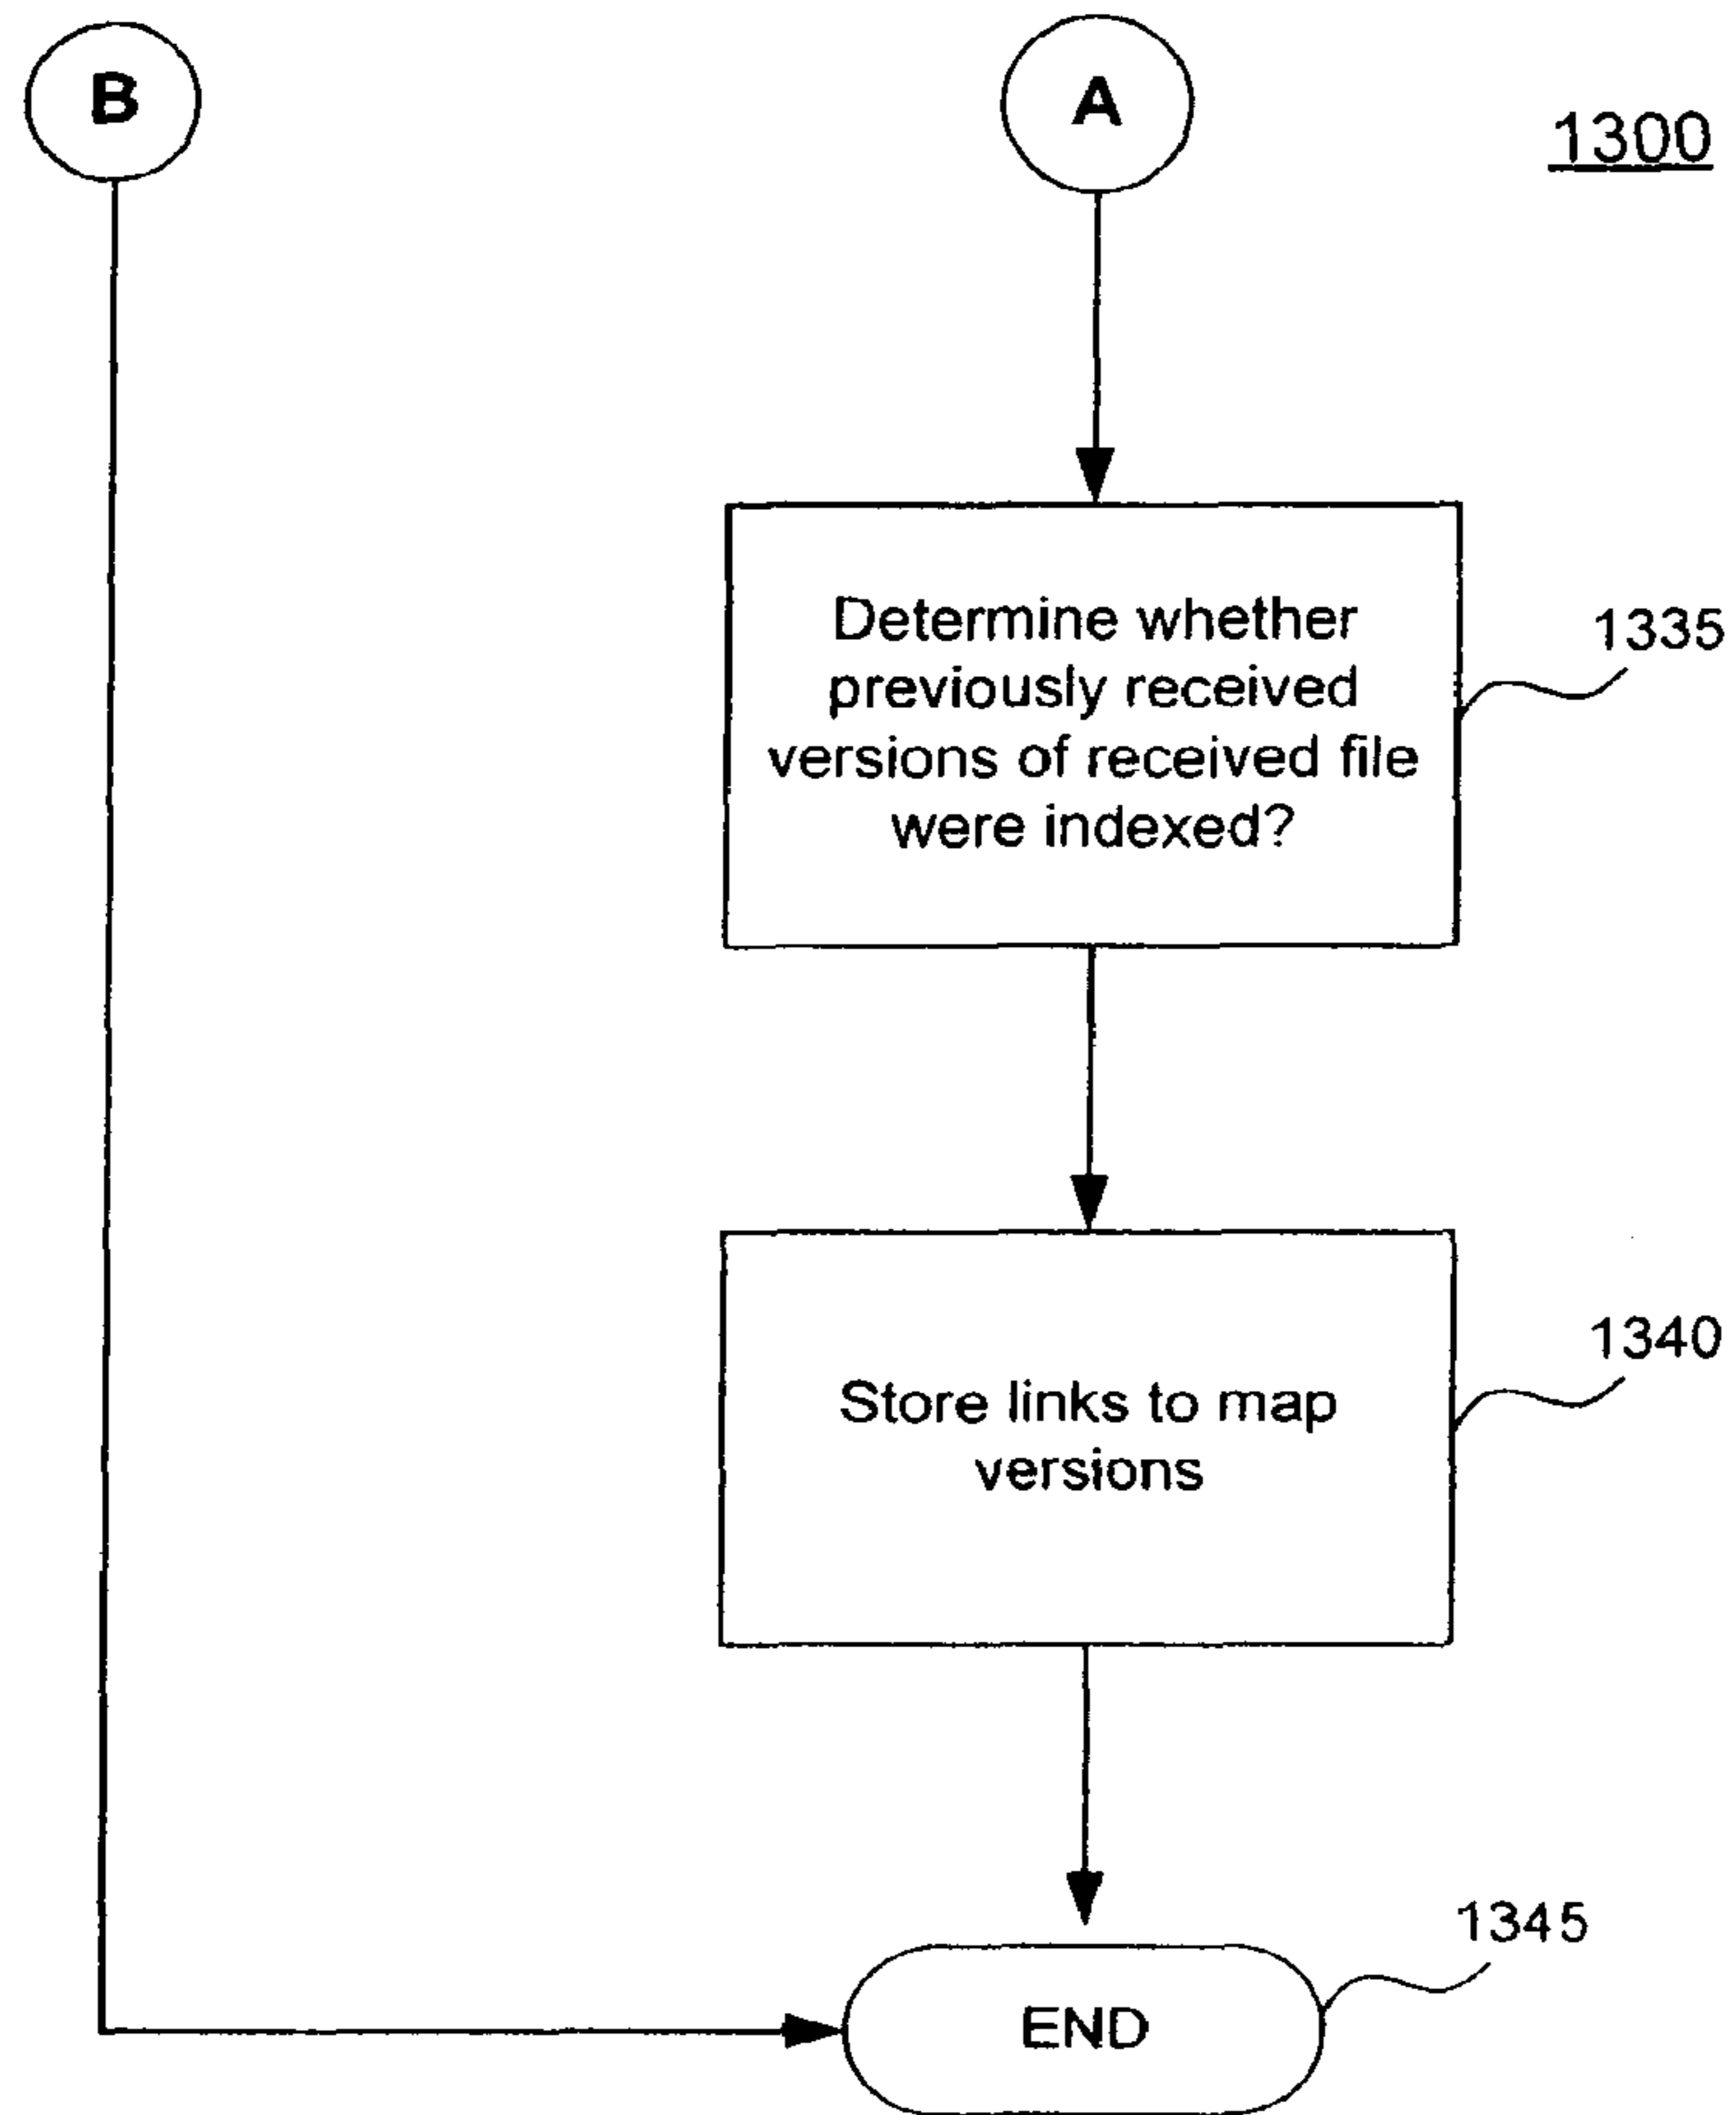 B
A
1300
Determine whether
previously received
versions of received file
were indexed?
1335
Store links to map
versions
1340
END
1345